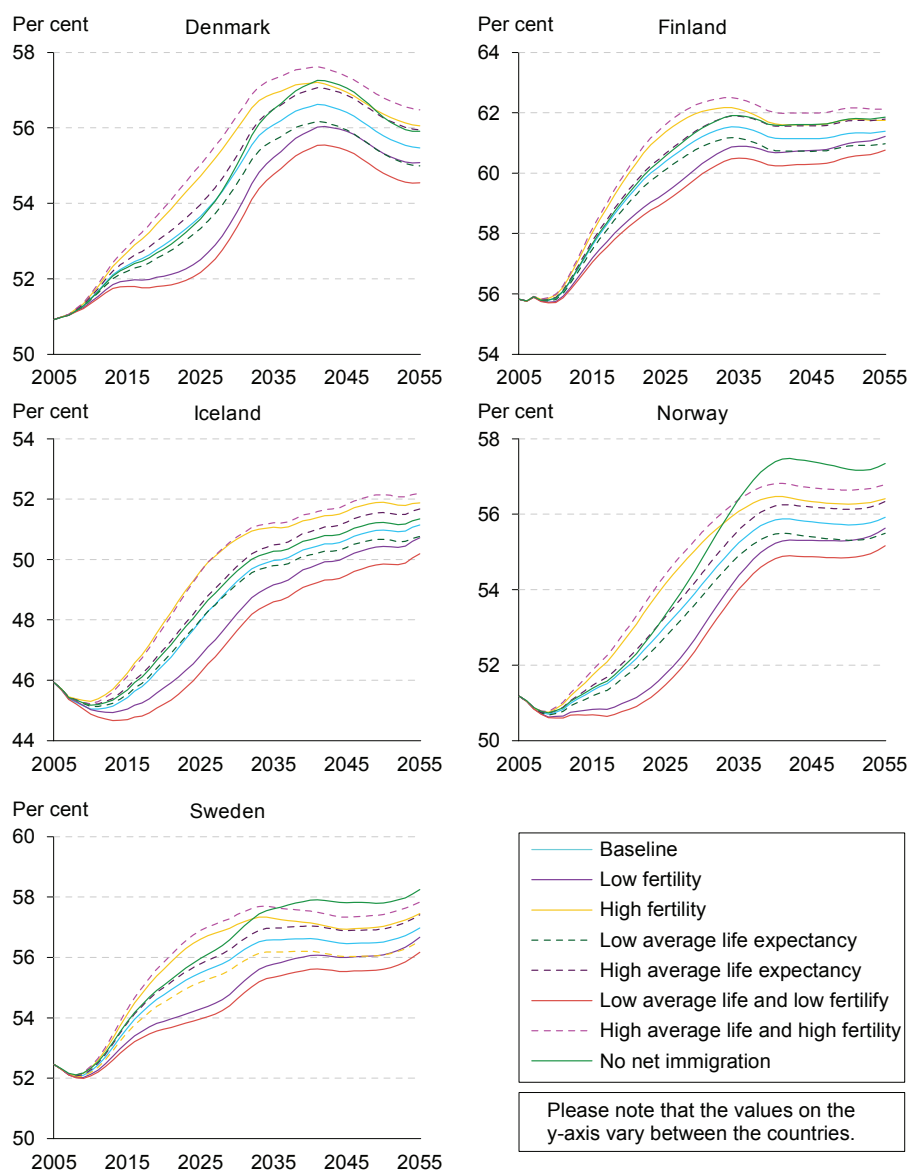 Per cent
Denmark
58
56
54
52
50
2005 2015 2025 2035 2045 2055
Per cent
Finland
64
62
60
58
56
54
2005 2015 2025 2035 2045 2055
Per cent
Iceland
54
52
50
48
46
44
2005 2015 2025 2035 2045 2055
Per cent
Norway
58
56
54
52
50
2005 2015 2025 2035 2045 2055
Per cent
Sweden
60
58
56
54
52
50
2005 2015 2025 2035 2045 2055
Baseline
Low fertility
High fertility
Low average life expectancy
High average life expectancy
Low average life and low fertilify
High average life and high fertility
No net immigration
Please note that the values on the
y-axis vary between the countries.